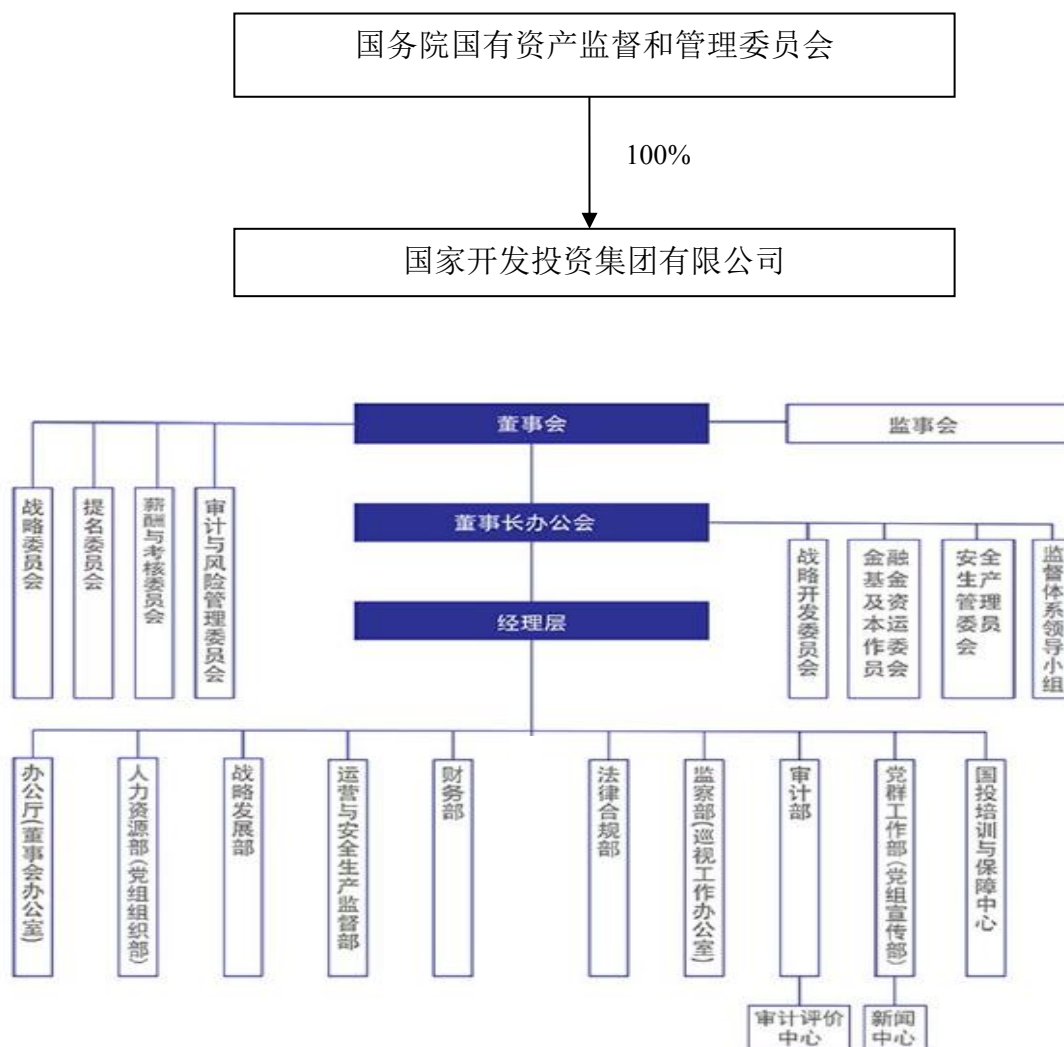 国务院国有资产监督和管理委员会
100%
国家开发投资集团有限公司
董事会
监事会
战略委员会
提名委员会
薪酬与考核委员会
审计与风险管理委员会
董事长办公会
经理层
战略开发委员会
金融
基金
及资
本运
作委
员会
安全
生产
管理
委员
会
监督体系领导小组
办公厅(董事会办公室)
人力资源部(党组组织部)
战略发展部
运营与安全生产监督部
财务部
法律合规部
监察部(巡视工作办公室)
审计部
党群工作部(党组宣传部)
国投培训与保障中心
审计评价
中心
新闻
中心